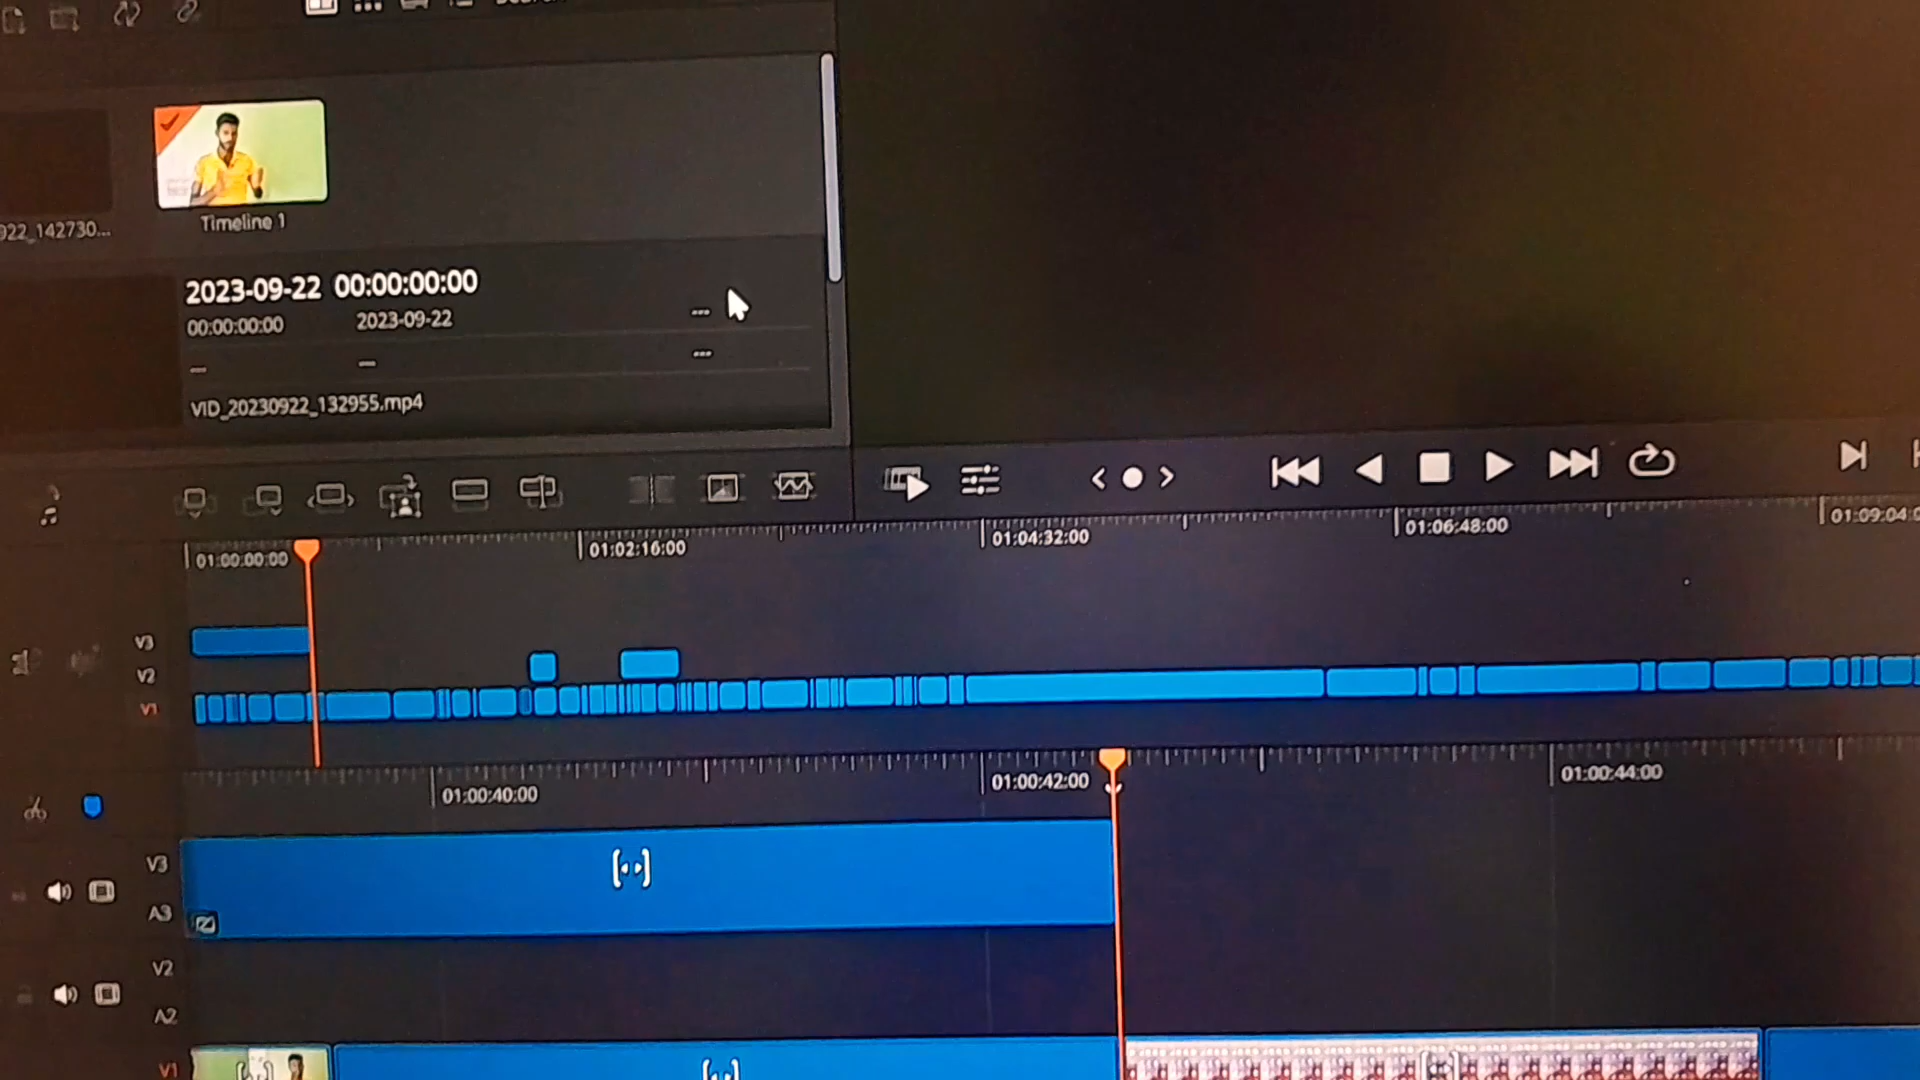 922_142730...
Timeline 1
2023-09-22 00:00:00:00
00:00:00:00 2023-09-22 ---
-- -- ---
VID_20230922_132955.mp4
01:00:00:00 01:02:16:00 01:04:32:00 01:06:48:00 01:09:04:0
V3
V2
V1
01:00:40:00 01:00:42:00 01:00:44:00
V3
A3
V2
A2
V1